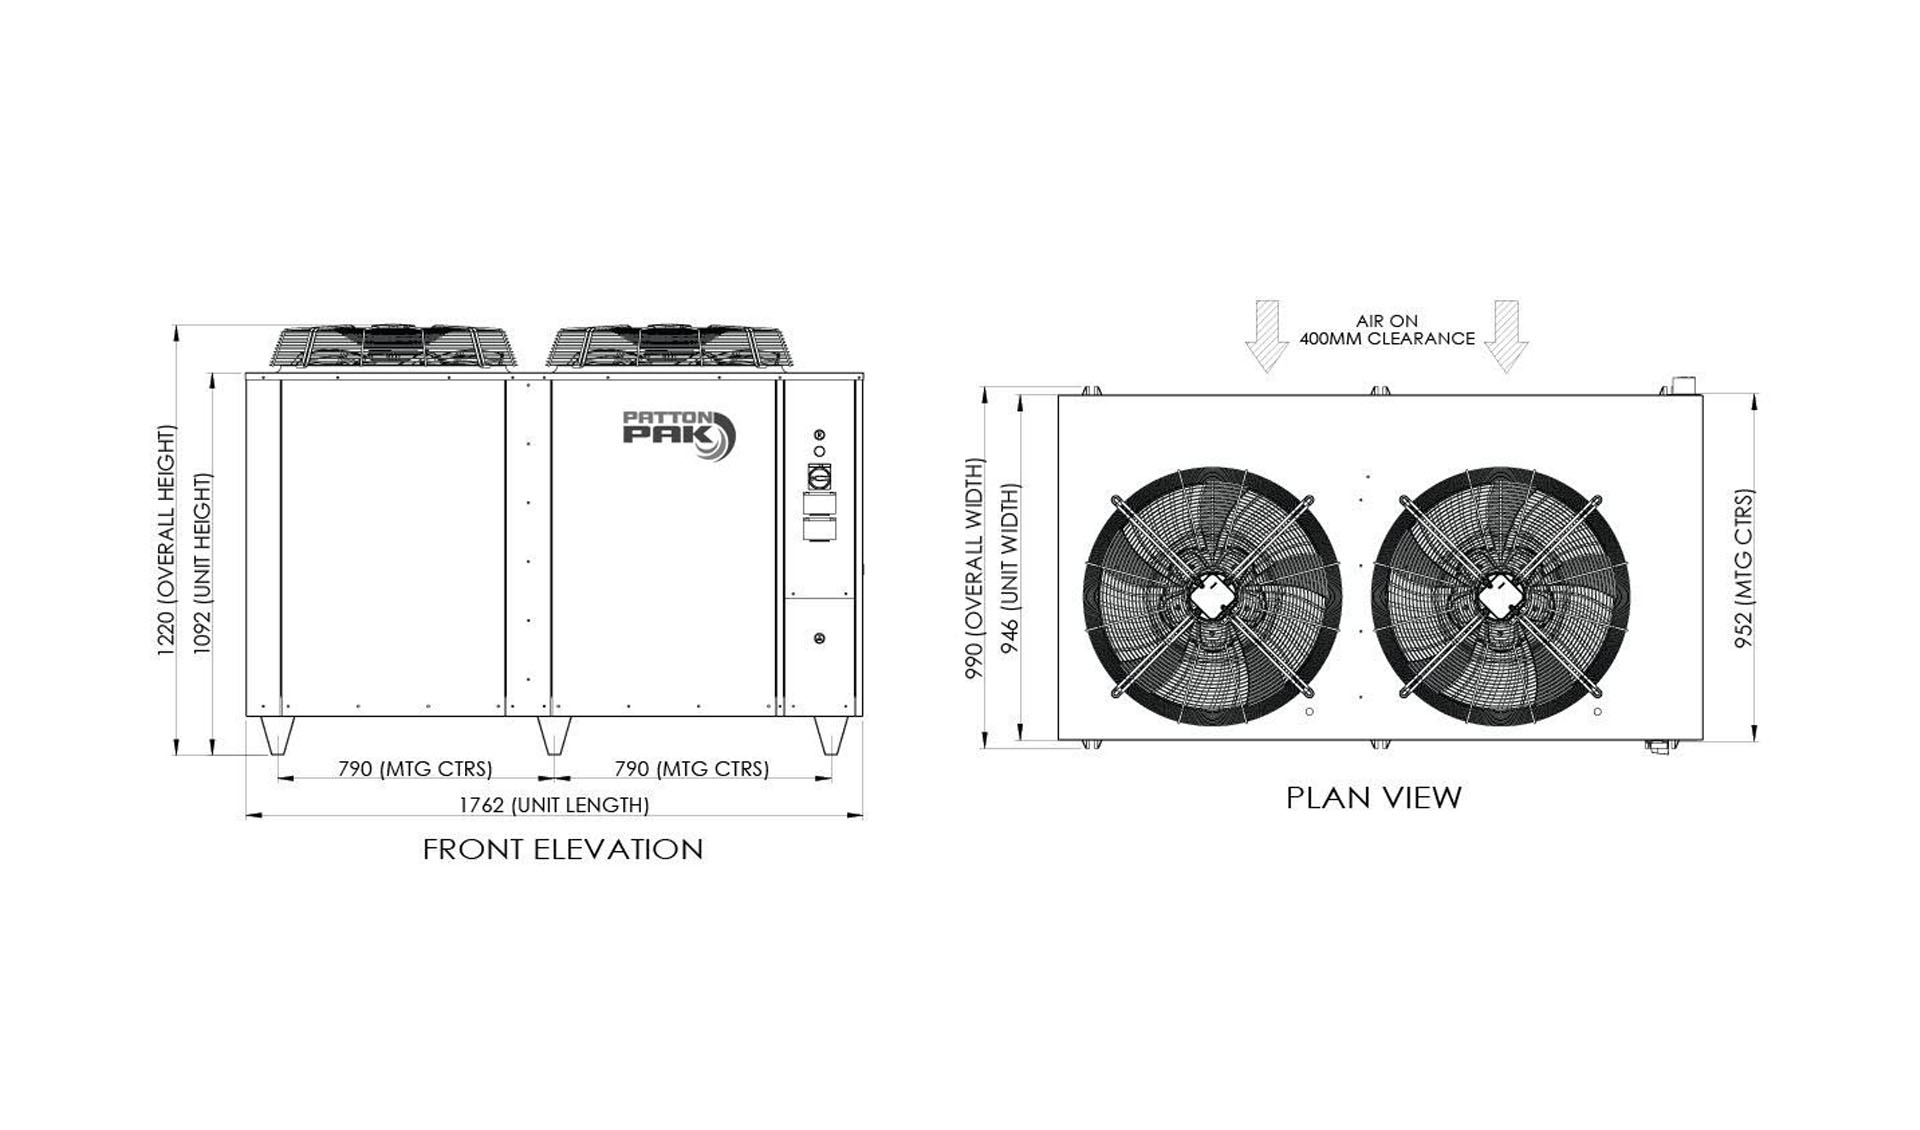 1220 (OVERALL HEIGHT)
1092 (UNIT HEIGHT)
PATTON
PAK
790 (MTG CTRS)
790 (MTG CTRS)
1762 (UNIT LENGTH)
FRONT ELEVATION
AIR ON
400MM CLEARANCE
990 (OVERALL WIDTH)
946 (UNIT WIDTH)
952 (MTG CTRS)
PLAN VIEW